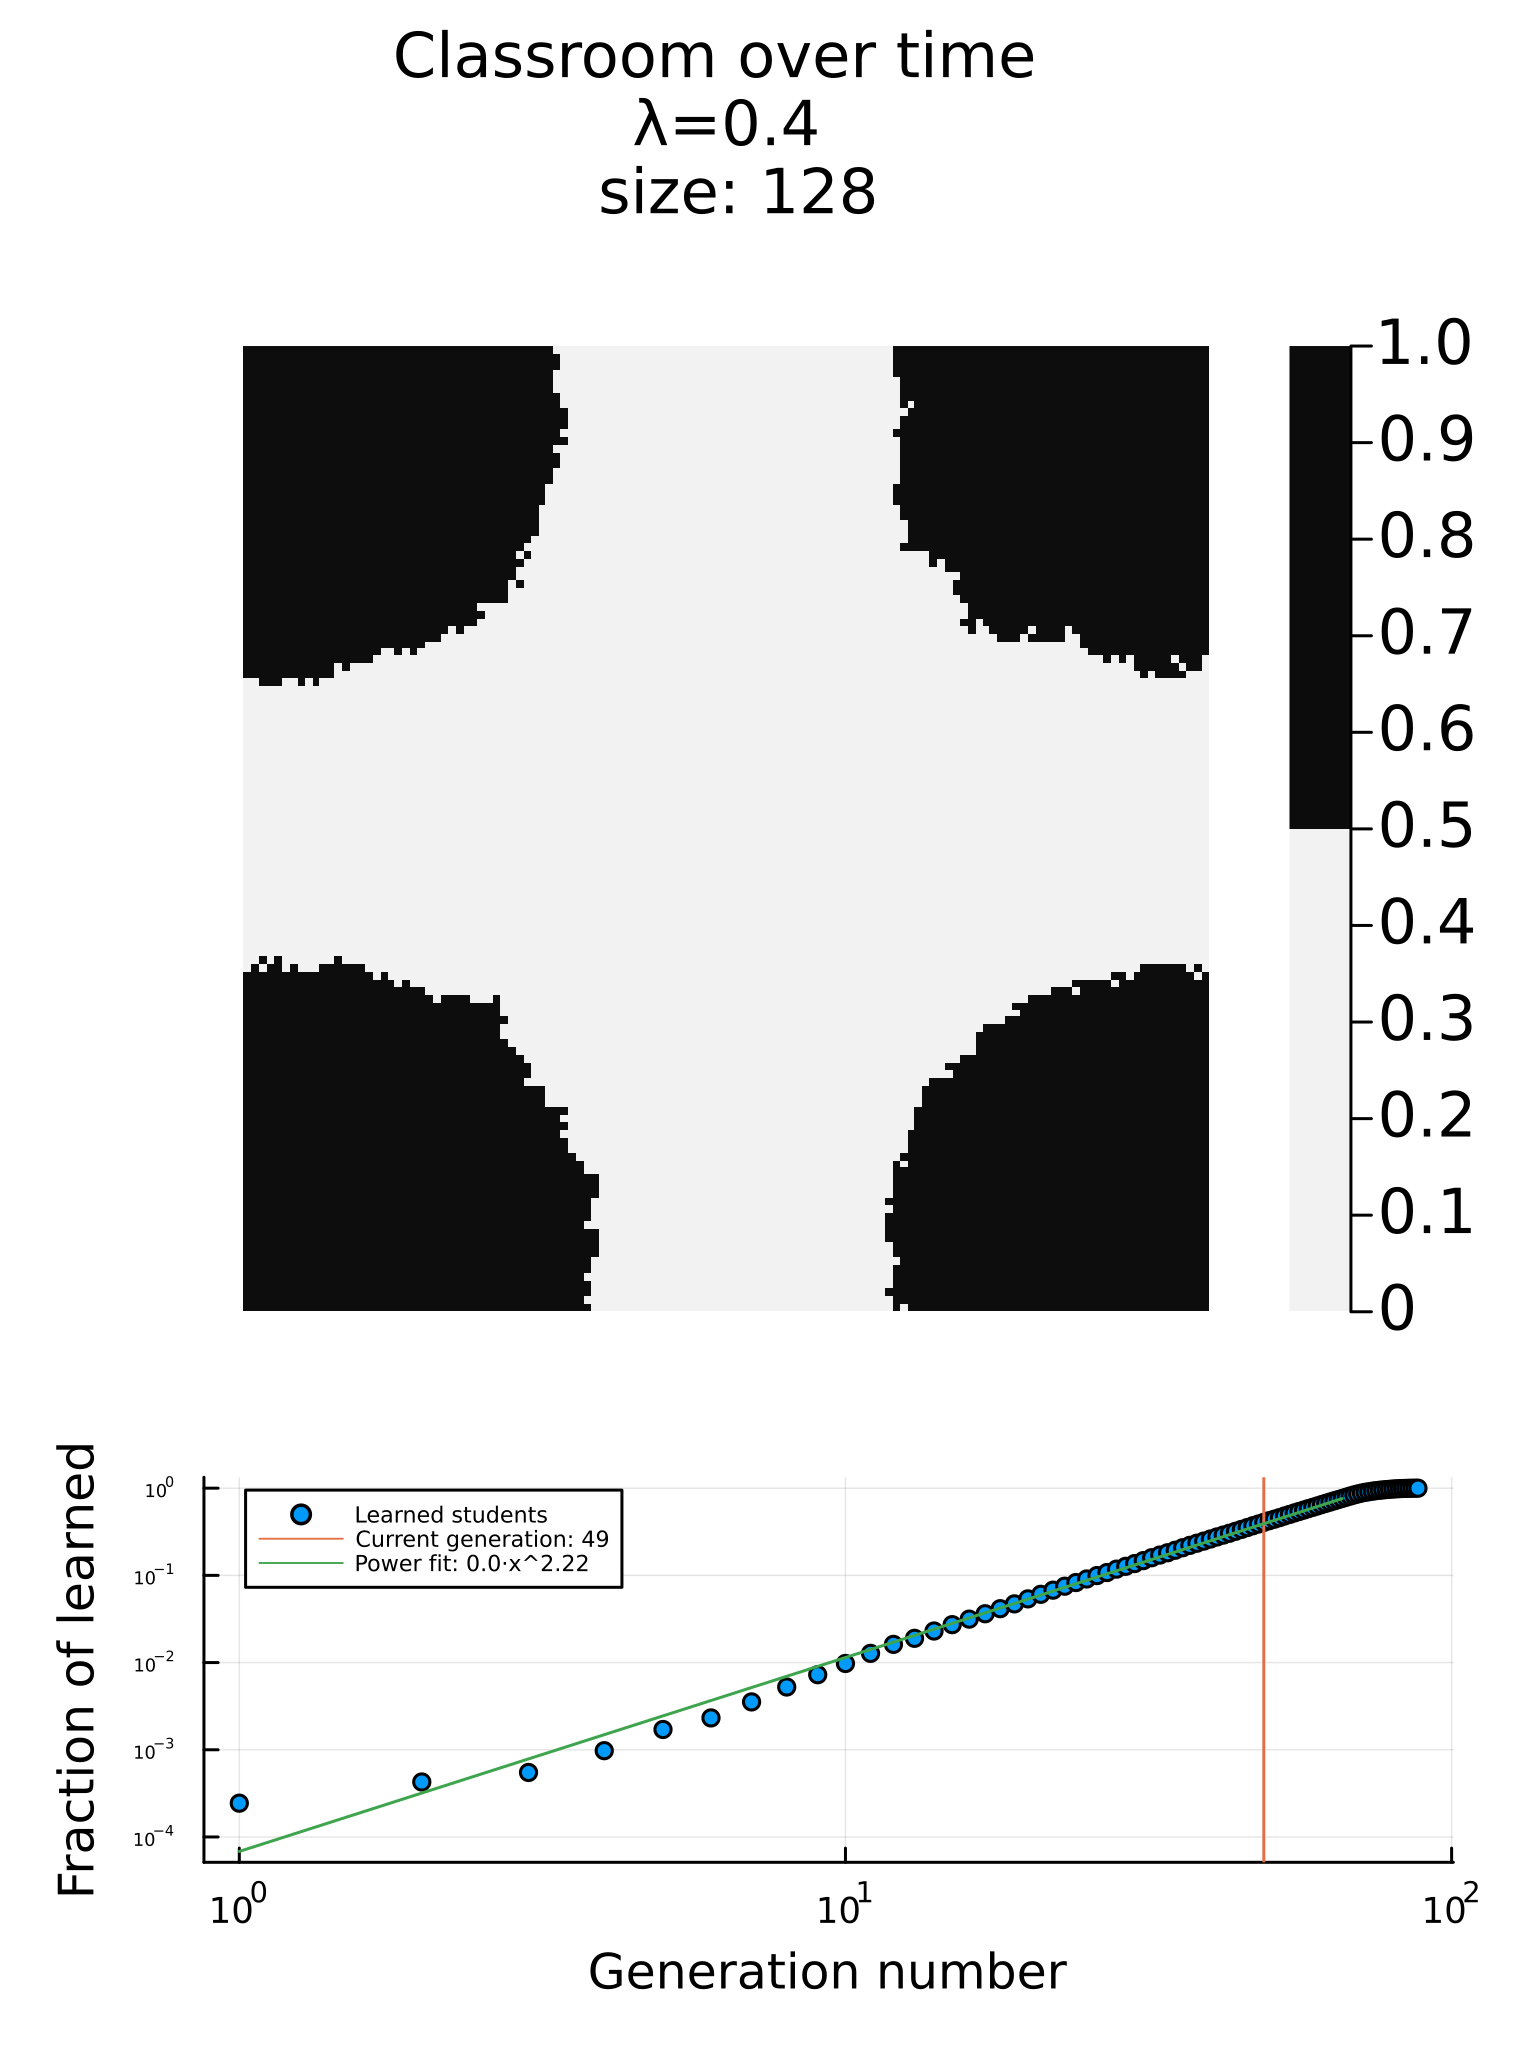 Classroom over time
λ=0.4
size: 128
1.0
0.9
0.8
0.7
0.6
0.5
0.4
0.3
0.2
0.1
0
Fraction of learned
10⁰
10⁻¹
10⁻²
10⁻³
10⁻⁴
Learned students
Current generation: 49
Power fit: 0.0·x^2.22
10⁰
10¹
10²
Generation number